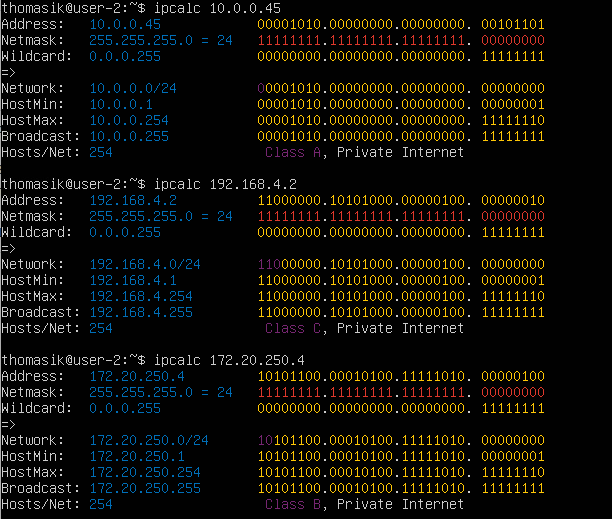 thomasik@user-2:~$ ipcalc 10.0.0.45
Address:   10.0.0.45            00001010.00000000.00000000. 00101101
Netmask:   255.255.255.0 = 24   11111111.11111111.11111111. 00000000
Wildcard:  0.0.0.255            00000000.00000000.00000000. 11111111
=>
Network:   10.0.0.0/24          00001010.00000000.00000000. 00000000
HostMin:   10.0.0.1             00001010.00000000.00000000. 00000001
HostMax:   10.0.0.254           00001010.00000000.00000000. 11111110
Broadcast: 10.0.0.255           00001010.00000000.00000000. 11111111
Hosts/Net: 254                   Class A, Private Internet
thomasik@user-2:~$ ipcalc 192.168.4.2
Address:   192.168.4.2          11000000.10101000.00000100. 00000010
Netmask:   255.255.255.0 = 24   11111111.11111111.11111111. 00000000
Wildcard:  0.0.0.255            00000000.00000000.00000000. 11111111
=>
Network:   192.168.4.0/24       11000000.10101000.00000100. 00000000
HostMin:   192.168.4.1          11000000.10101000.00000100. 00000001
HostMax:   192.168.4.254        11000000.10101000.00000100. 11111110
Broadcast: 192.168.4.255        11000000.10101000.00000100. 11111111
Hosts/Net: 254                   Class C, Private Internet
thomasik@user-2:~$ ipcalc 172.20.250.4
Address:   172.20.250.4         10101100.00010100.11111010. 00000100
Netmask:   255.255.255.0 = 24   11111111.11111111.11111111. 00000000
Wildcard:  0.0.0.255            00000000.00000000.00000000. 11111111
=>
Network:   172.20.250.0/24      10101100.00010100.11111010. 00000000
HostMin:   172.20.250.1         10101100.00010100.11111010. 00000001
HostMax:   172.20.250.254       10101100.00010100.11111010. 11111110
Broadcast: 172.20.250.255       10101100.00010100.11111010. 11111111
Hosts/Net: 254                   Class B, Private Internet